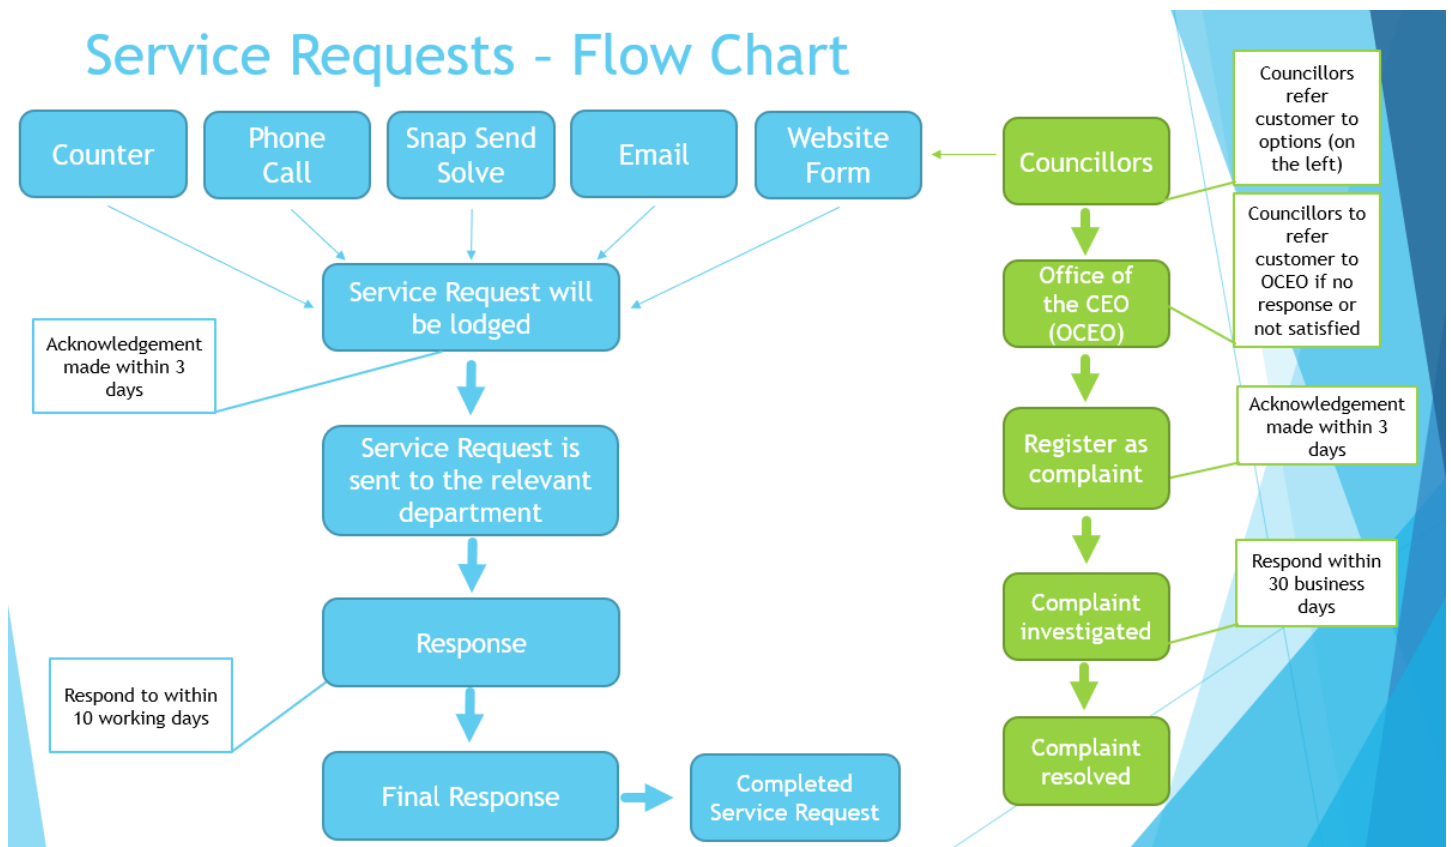 Service Requests - Flow Chart
Counter
Phone
Call
Snap Send
Solve
Email
Website
Form
Service Request will
be lodged
Acknowledgement
made within 3
days
Service Request is
sent to the relevant
department
Response
Respond to within
10 working days
Final Response
Completed
Service Request
Councillors
Councillors
refer
customer to
options (on
the left)
Office of
the CEO
(OCEO)
Councillors to
refer
customer to
OCEO if no
response or
not satisfied
Register as
complaint
Acknowledgement
made within 3
days
Complaint
investigated
Respond within
30 business
days
Complaint
resolved